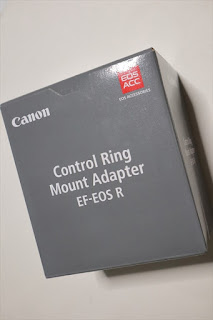 Canon
EOS
ACC
EOS ACCESSORIES
Control Ring
Mount Adapter
EF-EOS R